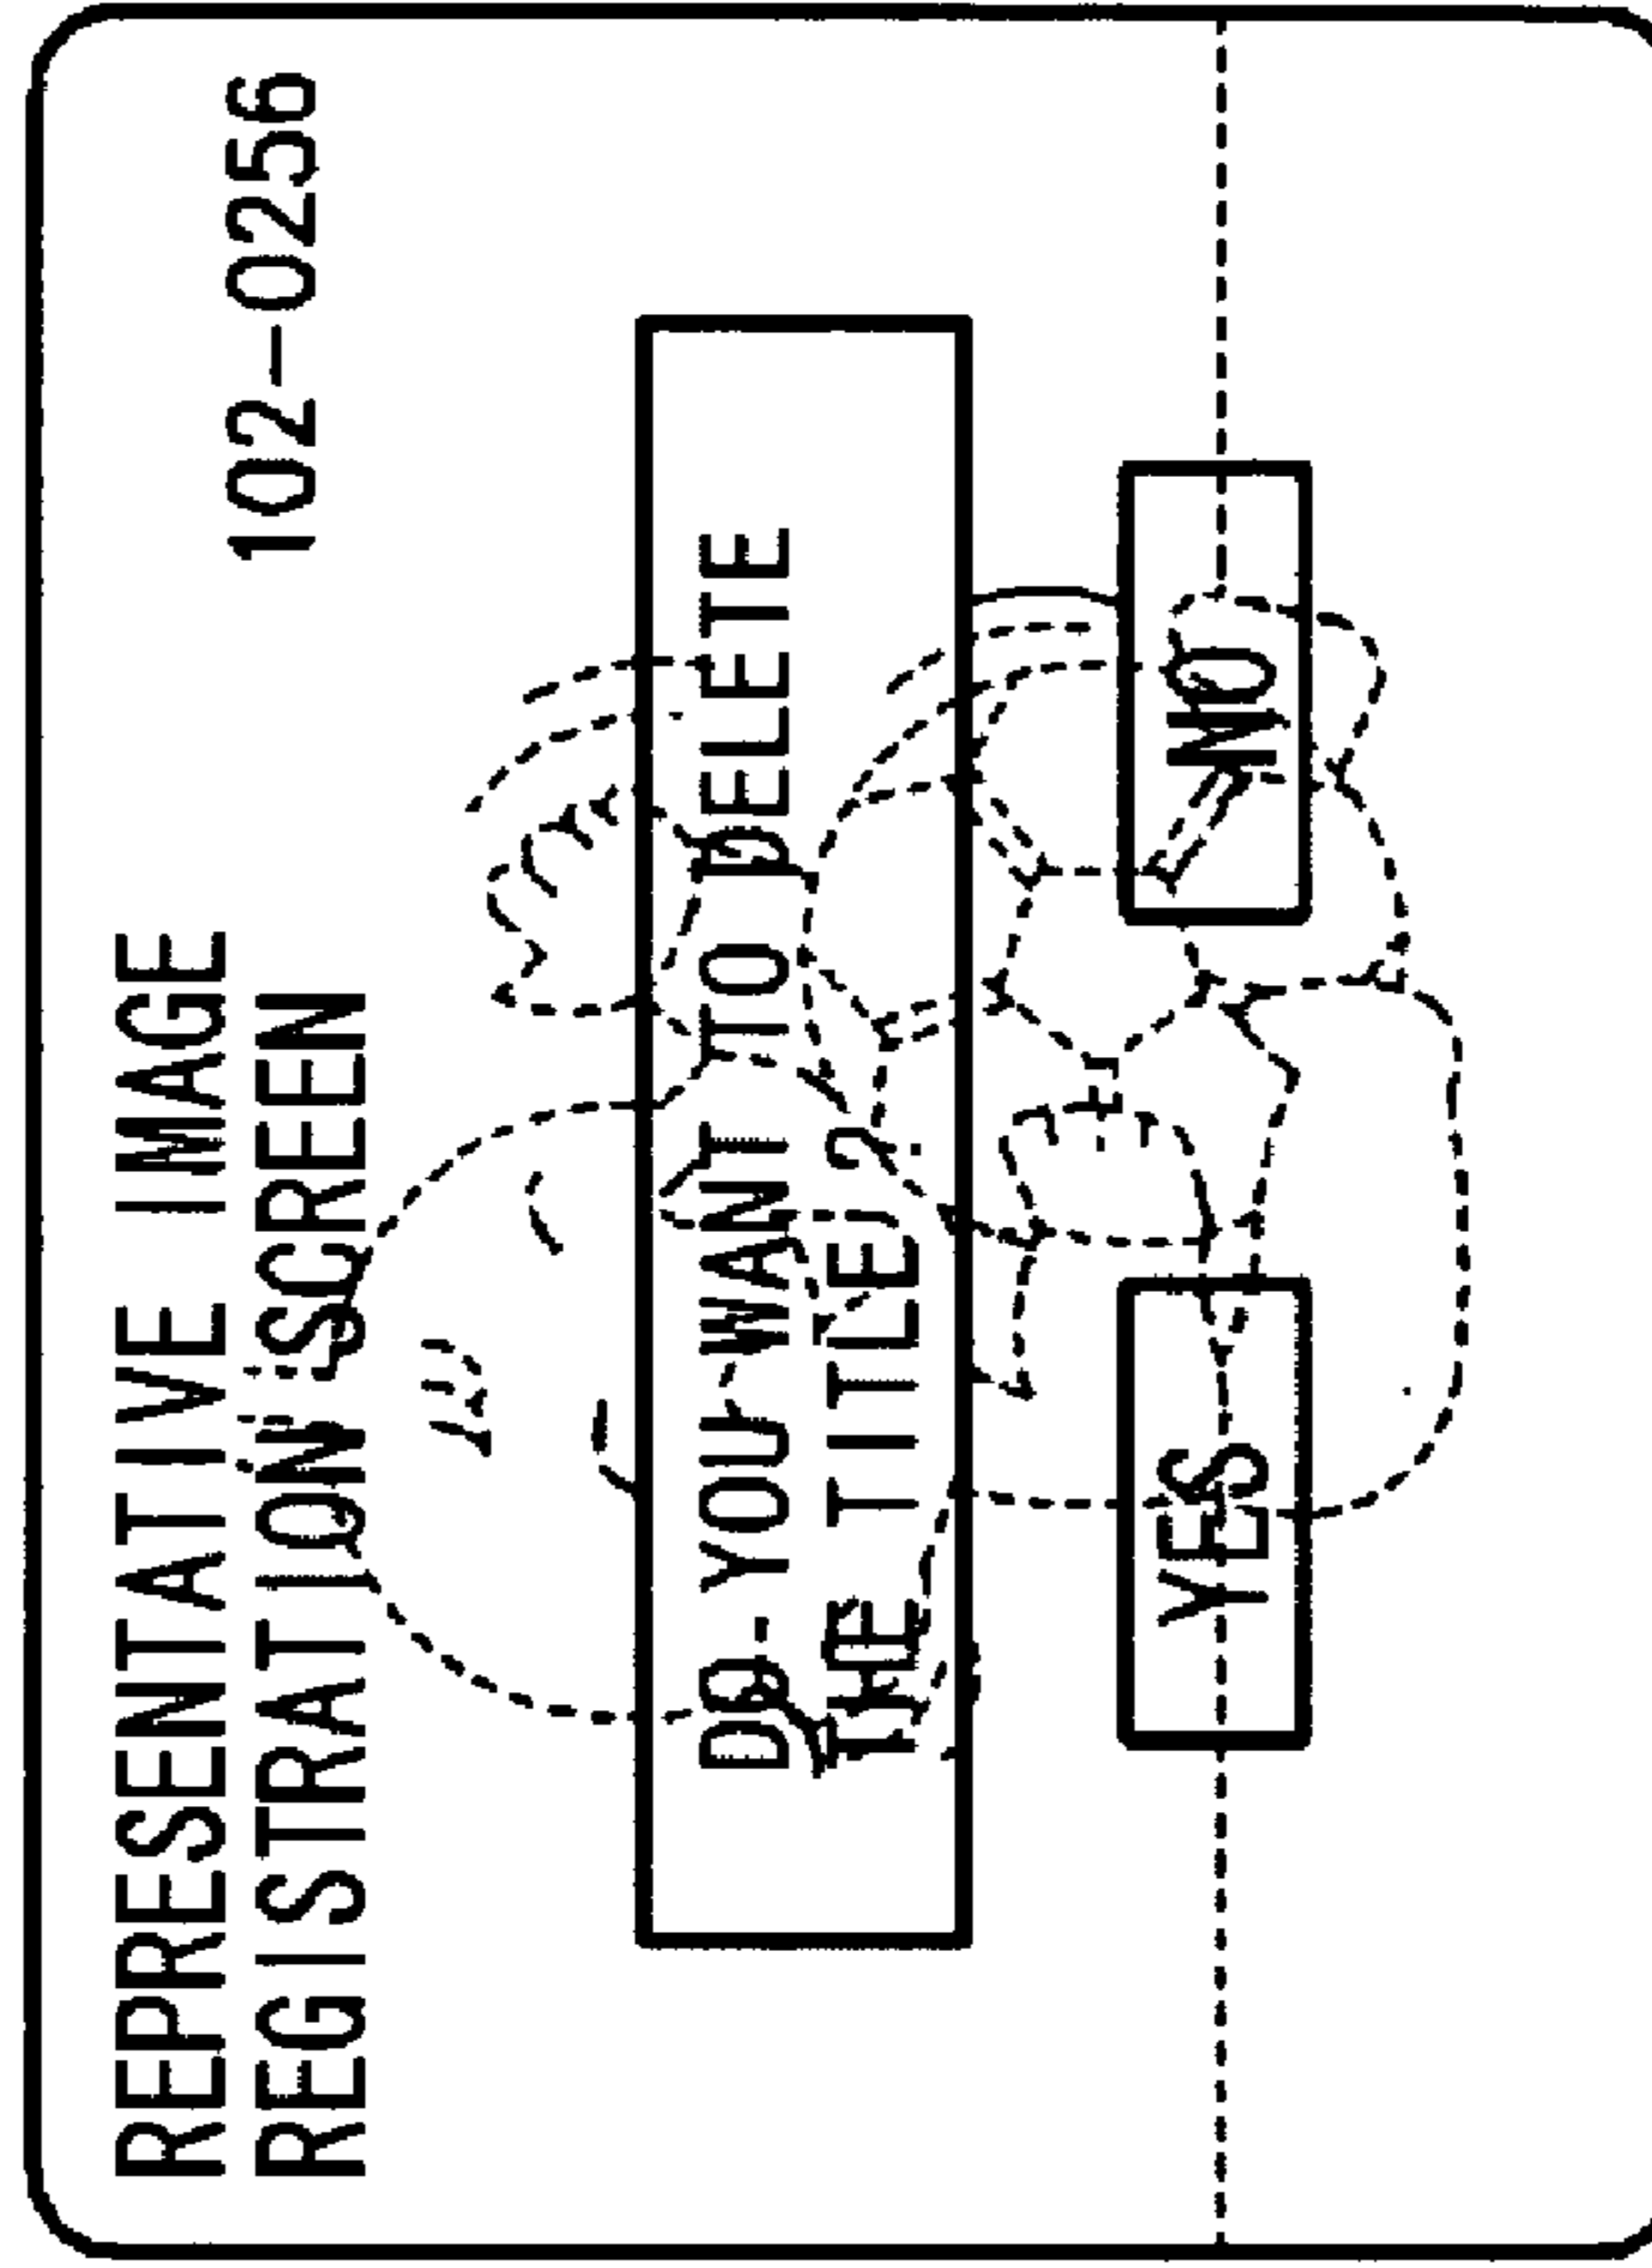 REPRESENTATIVE IMAGE
REGISTRATION SCREEN
102-0256
DO YOU WANT TO DELETE
THE TITLE?
YES
NO